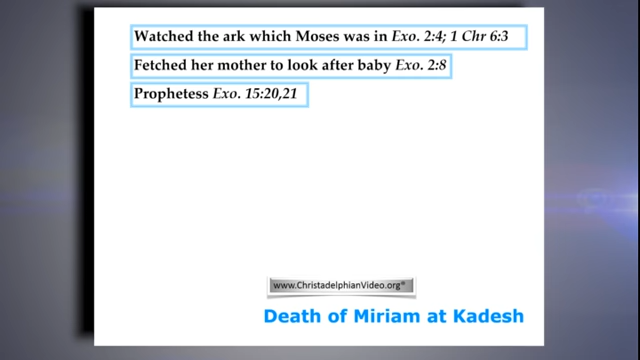 Watched the ark which Moses was in Exo. 2:4; 1 Chr 6:3
Fetched her mother to look after baby Exo. 2:8
Prophetess Exo. 15:20,21
www.ChristadelphianVideo.org®
Death of Miriam at Kadesh